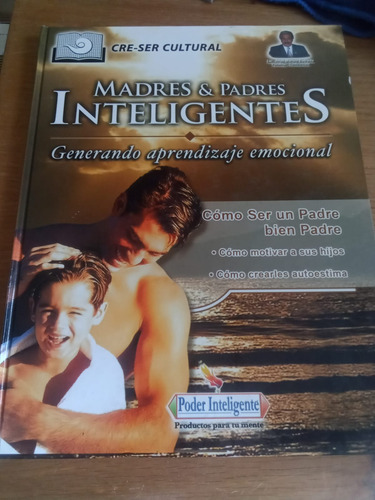 CRE-SER CULTURAL
MADRES & PADRES
INTELIGENTES
Generando aprendizaje emocional
Cómo Ser un Padre
bien Padre
• Cómo motivar a sus hijos
• Cómo crearles autoestima
Poder Inteligente
Productos para tu mente